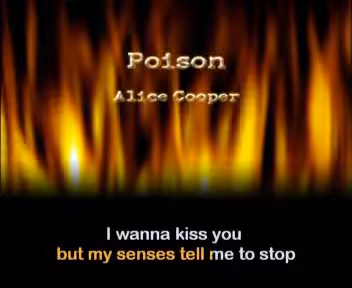 Poison
Alice Cooper
I wanna kiss you
but my senses tell me to stop